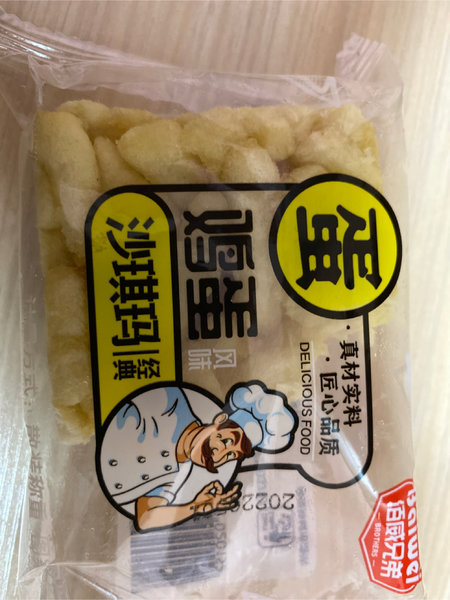 蛋
·真材实料
·匠心品质
DELICIOUS FOOD
鸡蛋
风味
沙琪玛
经典
Baiwei
佰威兄弟
BROTHERS